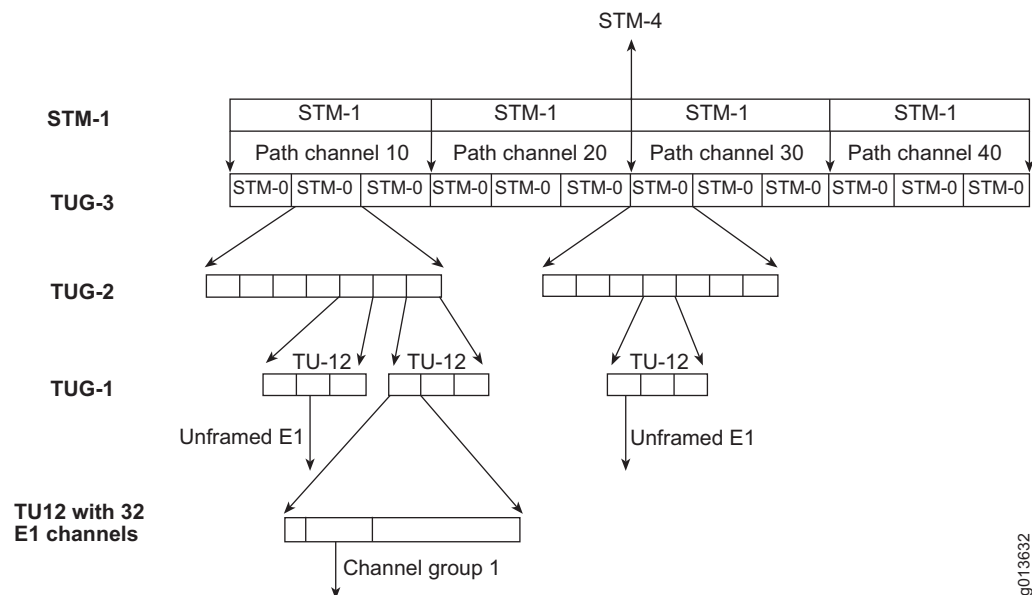 STM-4
STM-1
STM-1 STM-1 STM-1 STM-1
Path channel 10 Path channel 20 Path channel 30 Path channel 40
TUG-3
STM-0 STM-0 STM-0 STM-0 STM-0 STM-0 STM-0 STM-0 STM-0 STM-0 STM-0 STM-0
TUG-2
TU-12 TU-12 TU-12
TUG-1
Unframed E1 Unframed E1
TU12 with 32
E1 channels
Channel group 1
g013632